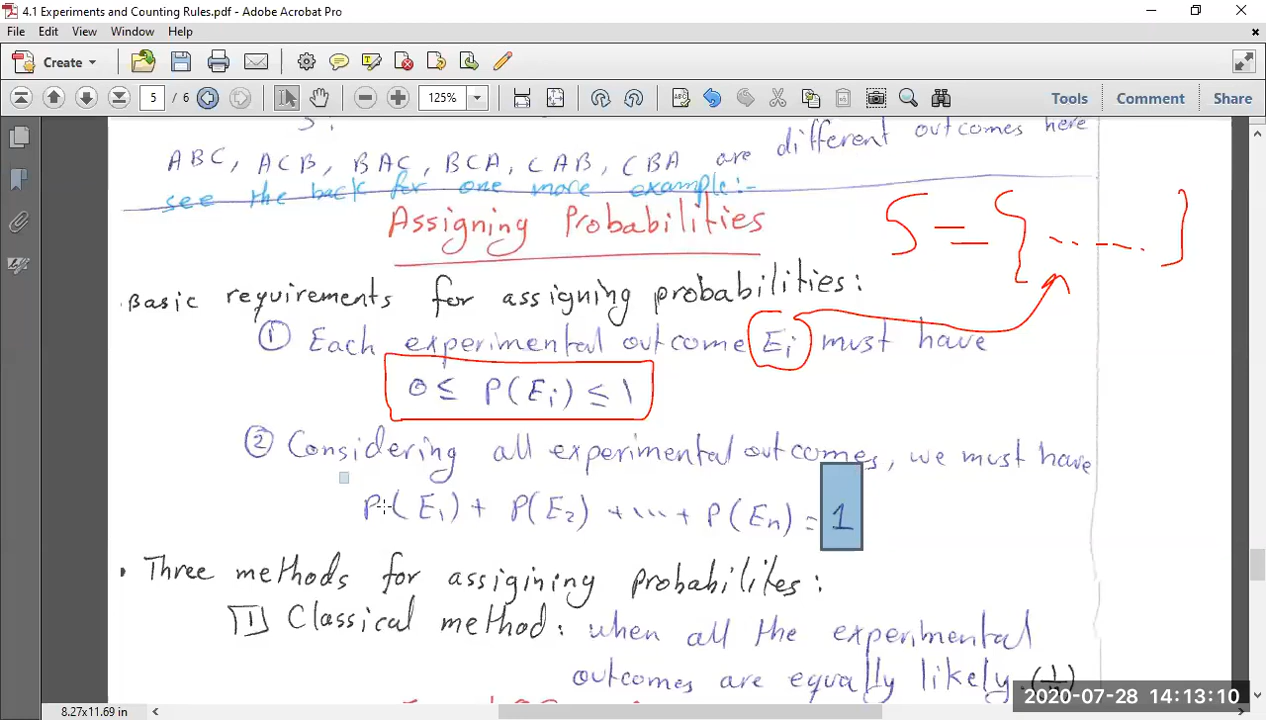 4.1 Experiments and Counting Rules.pdf - Adobe Acrobat Pro
File Edit View Window Help
Create
5 / 6 125% Tools Comment Share
different outcomes here
ABC, ACB, BAC, BCA, CAB, CBA are
see the back for one more example:-
Assigning Probabilities
S = {.......}
Basic requirements for assigning probabilities:
① Each experimental outcome Ei must have
0 ≤ P(Ei) ≤ 1
② Considering all experimental outcomes, we must have
P(E1) + P(E2) + ... + P(En) = 1
• Three methods for assigining probabilites:
1 Classical method: when all the experimental
outcomes are equally likely.
2020-07-28 14:13:10
8.27x11.69 in